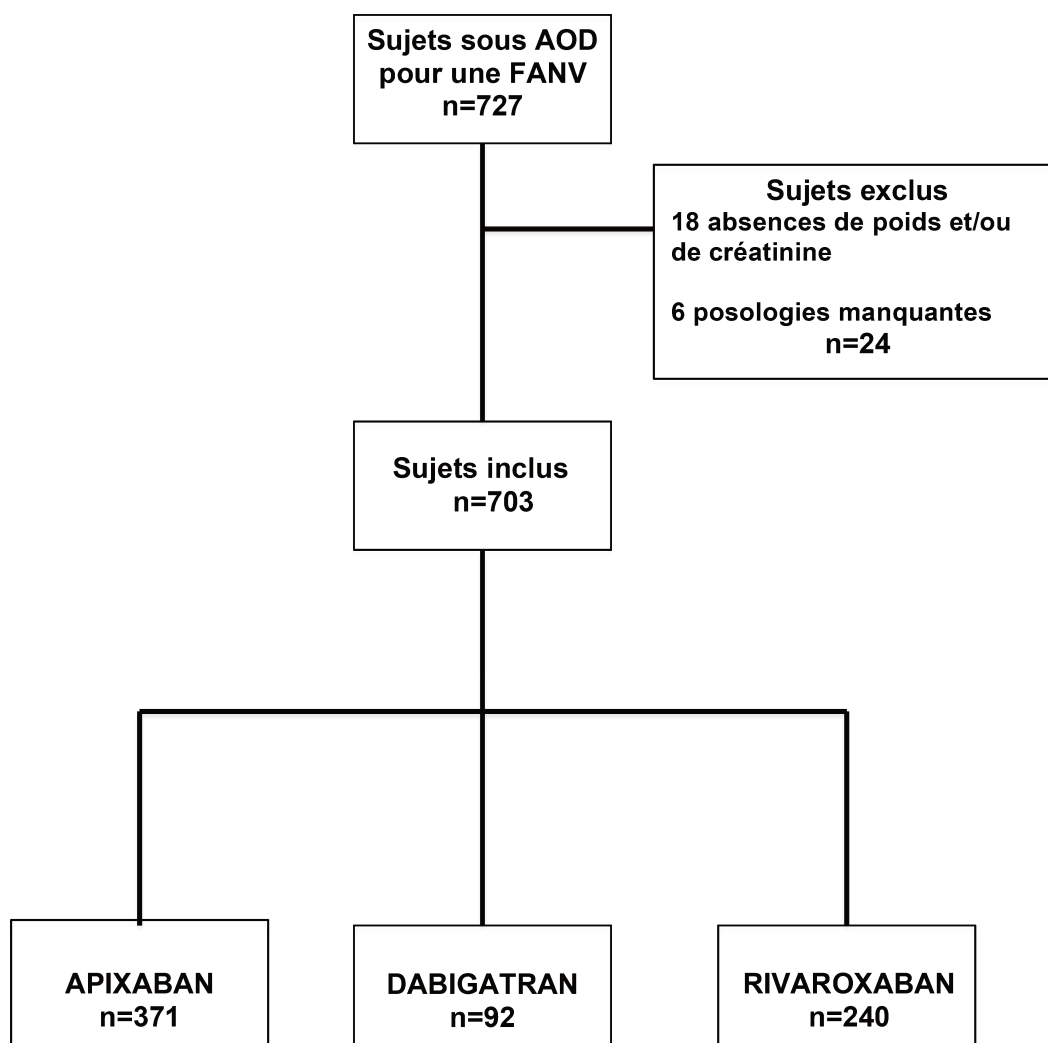 Sujets sous AOD
pour une FANV
n=727
Sujets exclus
18 absences de poids et/ou
de créatinine
6 posologies manquantes
n=24
Sujets inclus
n=703
APIXABAN
n=371
DABIGATRAN
n=92
RIVAROXABAN
n=240